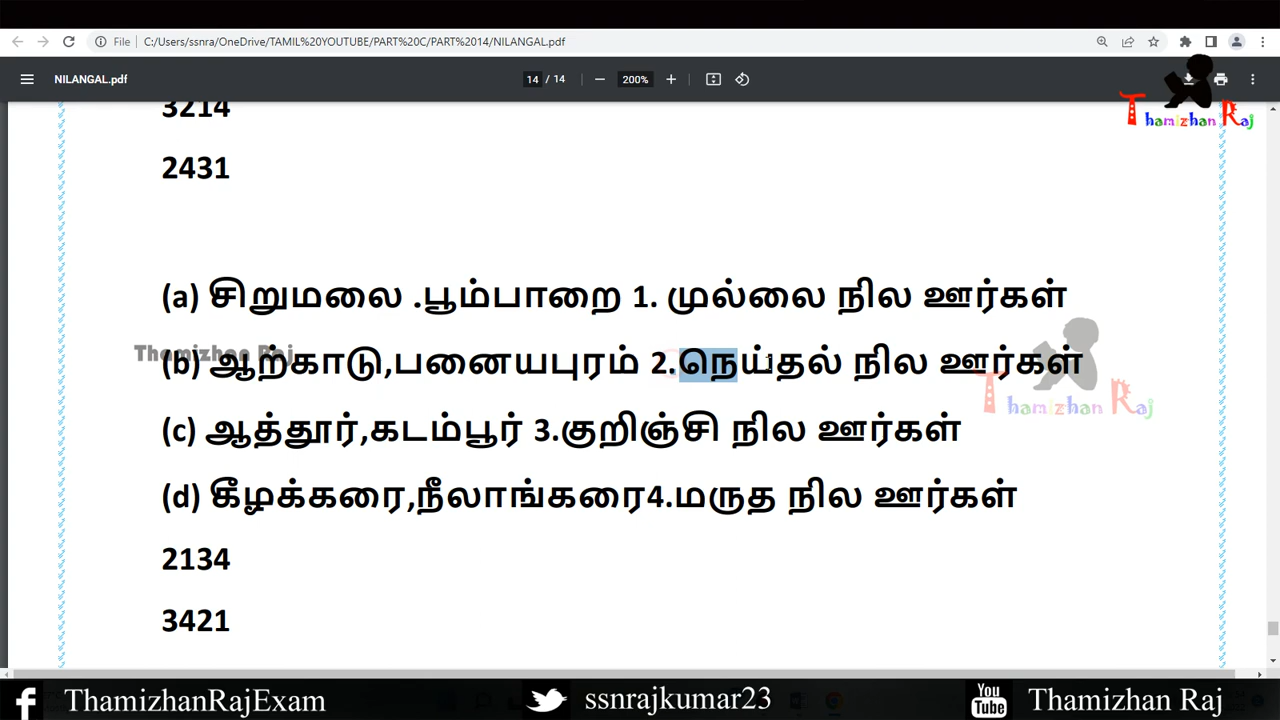 File C:/Users/ssnra/OneDrive/TAMIL%20YOUTUBE/PART%20C/PART%2014/NILANGAL.pdf
NILANGAL.pdf 14 / 14 200%
3214
Thamizhan Raj
2431
(a) சிறுமலை .பூம்பாறை 1. முல்லை நில ஊர்கள்
Thamizhan Raj
(b) ஆற்காடு,பனையபுரம் 2.நெய்தல் நில ஊர்கள்
Thamizhan Raj
(c) ஆத்தூர்,கடம்பூர் 3.குறிஞ்சி நில ஊர்கள்
(d) கீழக்கரை,நீலாங்கரை4.மருத நில ஊர்கள்
2134
3421
ThamizhanRajExam ssnrajkumar23 You Tube Thamizhan Raj